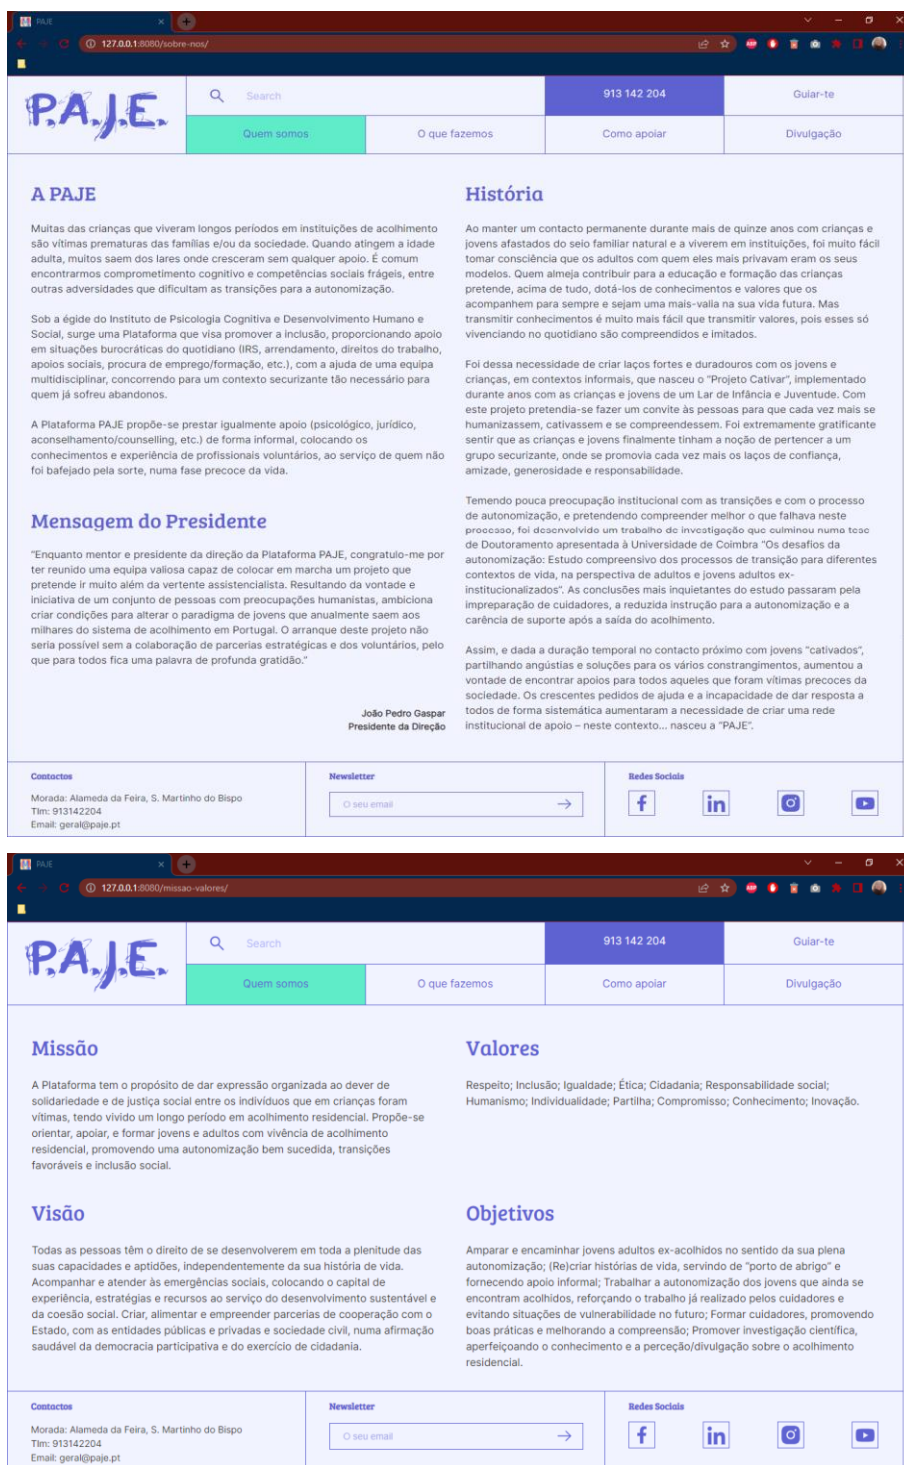 PAJE
127.0.0.1:8080/sobre-nos/
P.A.J.E.
Search
913 142 204
Guiar-te
Quem somos
O que fazemos
Como apoiar
Divulgação
A PAJE
Muitas das crianças que viveram longos períodos em instituições de acolhimento
são vítimas prematuras das famílias e/ou da sociedade. Quando atingem a idade
adulta, muitos saem dos lares onde cresceram sem qualquer apoio. É comum
encontrarmos comprometimento cognitivo e competências sociais frágeis, entre
outras adversidades que dificultam as transições para a autonomização.
Sob a égide do Instituto de Psicologia Cognitiva e Desenvolvimento Humano e
Social, surge uma Plataforma que visa promover a inclusão, proporcionando apoio
em situações burocráticas do quotidiano (IRS, arrendamento, direitos do trabalho,
apoios sociais, procura de emprego/formação, etc.), com a ajuda de uma equipa
multidisciplinar, concorrendo para um contexto securizante tão necessário para
quem já sofreu abandonos.
A Plataforma PAJE propõe-se prestar igualmente apoio (psicológico, jurídico,
aconselhamento/counselling, etc.) de forma informal, colocando os
conhecimentos e experiência de profissionais voluntários, ao serviço de quem não
foi bafejado pela sorte, numa fase precoce da vida.
Mensagem do Presidente
"Enquanto mentor e presidente da direção da Plataforma PAJE, congratulo-me por
ter reunido uma equipa valiosa capaz de colocar em marcha um projeto que
pretende ir muito além da vertente assistencialista. Resultando da vontade e
iniciativa de um conjunto de pessoas com preocupações humanistas, ambiciona
criar condições para alterar o paradigma de jovens que anualmente saem aos
milhares do sistema de acolhimento em Portugal. O arranque deste projeto não
seria possível sem a colaboração de parcerias estratégicas e dos voluntários, pelo
que para todos fica uma palavra de profunda gratidão."
João Pedro Gaspar
Presidente da Direção
História
Ao manter um contacto permanente durante mais de quinze anos com crianças e
jovens afastados do seio familiar natural e a viverem em instituições, foi muito fácil
tomar consciência que os adultos com quem eles mais privavam eram os seus
modelos. Quem almeja contribuir para a educação e formação das crianças
pretende, acima de tudo, dotá-los de conhecimentos e valores que os
acompanhem para sempre e sejam uma mais-valia na sua vida futura. Mas
transmitir conhecimentos é muito mais fácil que transmitir valores, pois esses só
vivenciando no quotidiano são compreendidos e imitados.
Foi dessa necessidade de criar laços fortes e duradouros com os jovens e
crianças, em contextos informais, que nasceu o "Projeto Cativar", implementado
durante anos com as crianças e jovens de um Lar de Infância e Juventude. Com
este projeto pretendia-se fazer um convite às pessoas para que cada vez mais se
humanizassem, cativassem e se compreendessem. Foi extremamente gratificante
sentir que as crianças e jovens finalmente tinham a noção de pertencer a um
grupo securizante, onde se promovia cada vez mais os laços de confiança,
amizade, generosidade e responsabilidade.
Temendo pouca preocupação institucional com as transições e com o processo
de autonomização, e pretendendo compreender melhor o que falhava neste
processo, foi desenvolvido um trabalho de investigação que culminou numa tese
de Doutoramento apresentada à Universidade de Coimbra "Os desafios da
autonomização: Estudo compreensivo dos processos de transição para diferentes
contextos de vida, na perspectiva de adultos e jovens adultos ex-
institucionalizados". As conclusões mais inquietantes do estudo passaram pela
impreparação de cuidadores, a reduzida instrução para a autonomização e a
carência de suporte após a saída do acolhimento.
Assim, e dada a duração temporal no contacto próximo com jovens "cativados",
partilhando angústias e soluções para os vários constrangimentos, aumentou a
vontade de encontrar apoios para todos aqueles que foram vítimas precoces da
sociedade. Os crescentes pedidos de ajuda e a incapacidade de dar resposta a
todos de forma sistemática aumentaram a necessidade de criar uma rede
institucional de apoio – neste contexto... nasceu a "PAJE".
Contactos
Morada: Alameda da Feira, S. Martinho do Bispo
Tlm: 913142204
Email: geral@paje.pt
Newsletter
O seu email
Redes Sociais
PAJE
127.0.0.1:8080/missao-valores/
P.A.J.E.
Search
913 142 204
Guiar-te
Quem somos
O que fazemos
Como apoiar
Divulgação
Missão
A Plataforma tem o propósito de dar expressão organizada ao dever de
solidariedade e de justiça social entre os indivíduos que em crianças foram
vítimas, tendo vivido um longo período em acolhimento residencial. Propõe-se
orientar, apoiar, e formar jovens e adultos com vivência de acolhimento
residencial, promovendo uma autonomização bem sucedida, transições
favoráveis e inclusão social.
Valores
Respeito; Inclusão; Igualdade; Ética; Cidadania; Responsabilidade social;
Humanismo; Individualidade; Partilha; Compromisso; Conhecimento; Inovação.
Visão
Todas as pessoas têm o direito de se desenvolverem em toda a plenitude das
suas capacidades e aptidões, independentemente da sua história de vida.
Acompanhar e atender às emergências sociais, colocando o capital de
experiência, estratégias e recursos ao serviço do desenvolvimento sustentável e
da coesão social. Criar, alimentar e empreender parcerias de cooperação com o
Estado, com as entidades públicas e privadas e sociedade civil, numa afirmação
saudável da democracia participativa e do exercício de cidadania.
Objetivos
Amparar e encaminhar jovens adultos ex-acolhidos no sentido da sua plena
autonomização; (Re)criar histórias de vida, servindo de "porto de abrigo" e
fornecendo apoio informal; Trabalhar a autonomização dos jovens que ainda se
encontram acolhidos, reforçando o trabalho já realizado pelos cuidadores e
evitando situações de vulnerabilidade no futuro; Formar cuidadores, promovendo
boas práticas e melhorando a compreensão; Promover investigação científica,
aperfeiçoando o conhecimento e a perceção/divulgação sobre o acolhimento
residencial.
Contactos
Morada: Alameda da Feira, S. Martinho do Bispo
Tlm: 913142204
Email: geral@paje.pt
Newsletter
O seu email
Redes Sociais